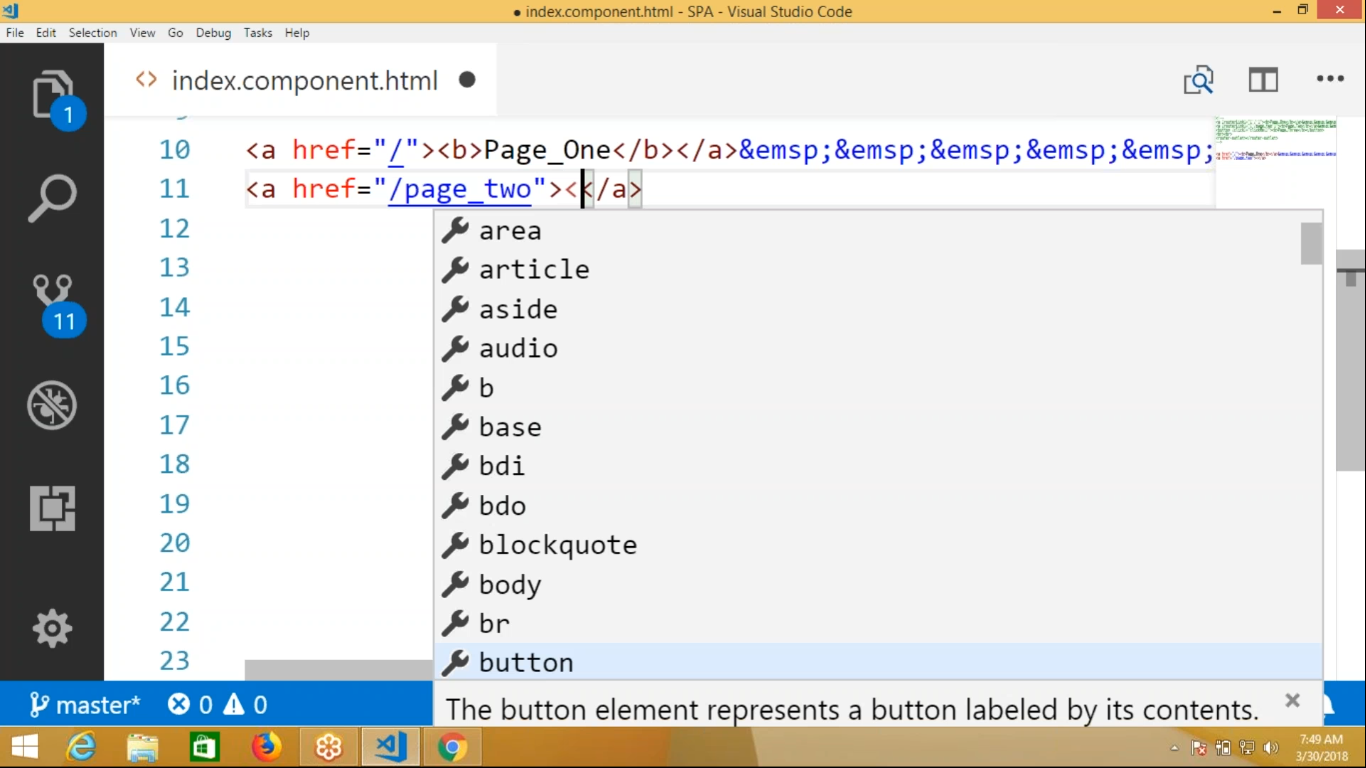 ● index.component.html - SPA - Visual Studio Code
File Edit Selection View Go Debug Tasks Help
<> index.component.html ●
1
10 <a href="/"><b>Page_One</b></a>&emsp;&emsp;&emsp;&emsp;&emsp;
11 <a href="/page_two"><</a>
12
area
13
article
14
aside
15
audio
16
b
17
base
18
bdi
19
bdo
20
blockquote
21
body
22
br
23
button
11
master* 0 0
The button element represents a button labeled by its contents.
7:49 AM
3/30/2018